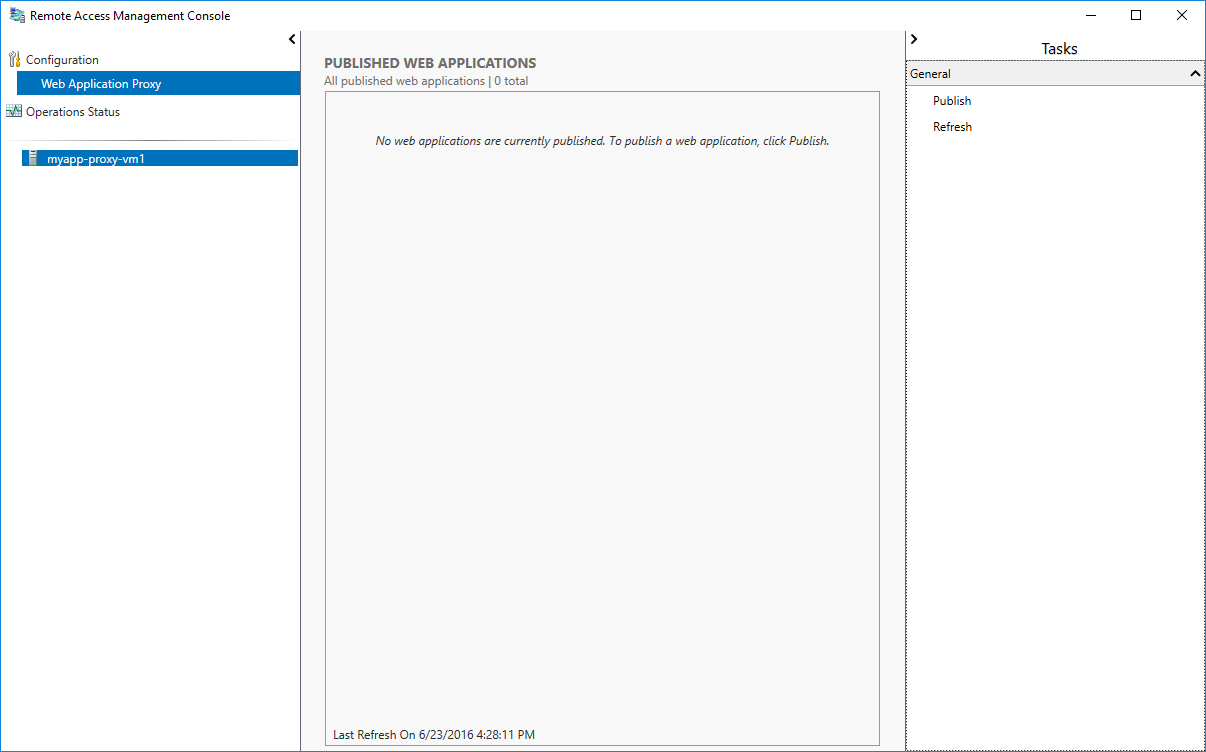 Remote Access Management Console
Configuration
Web Application Proxy
Operations Status
myapp-proxy-vm1
PUBLISHED WEB APPLICATIONS
All published web applications | 0 total
No web applications are currently published. To publish a web application, click Publish.
Last Refresh On 6/23/2016 4:28:11 PM
Tasks
General
Publish
Refresh